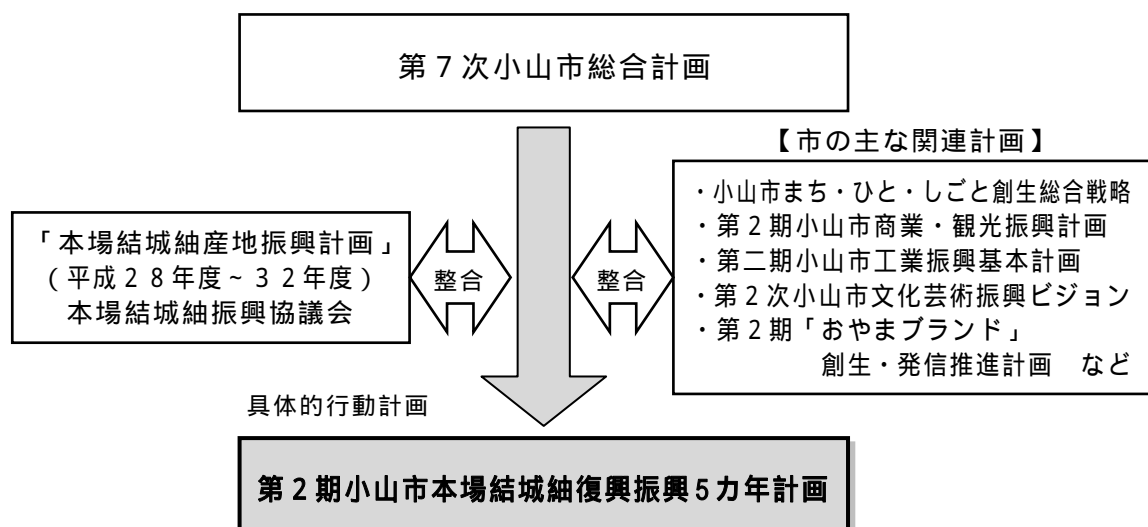 第７次小山市総合計画
【市の主な関連計画】
・小山市まち・ひと・しごと創生総合戦略
・第２期小山市商業・観光振興計画
・第二期小山市工業振興基本計画
・第２次小山市文化芸術振興ビジョン
・第２期「おやまブランド」
創生・発信推進計画　など
「本場結城紬産地振興計画」
（平成２８年度～３２年度）
本場結城紬振興協議会
整合
整合
具体的行動計画
第２期小山市本場結城紬復興振興５カ年計画